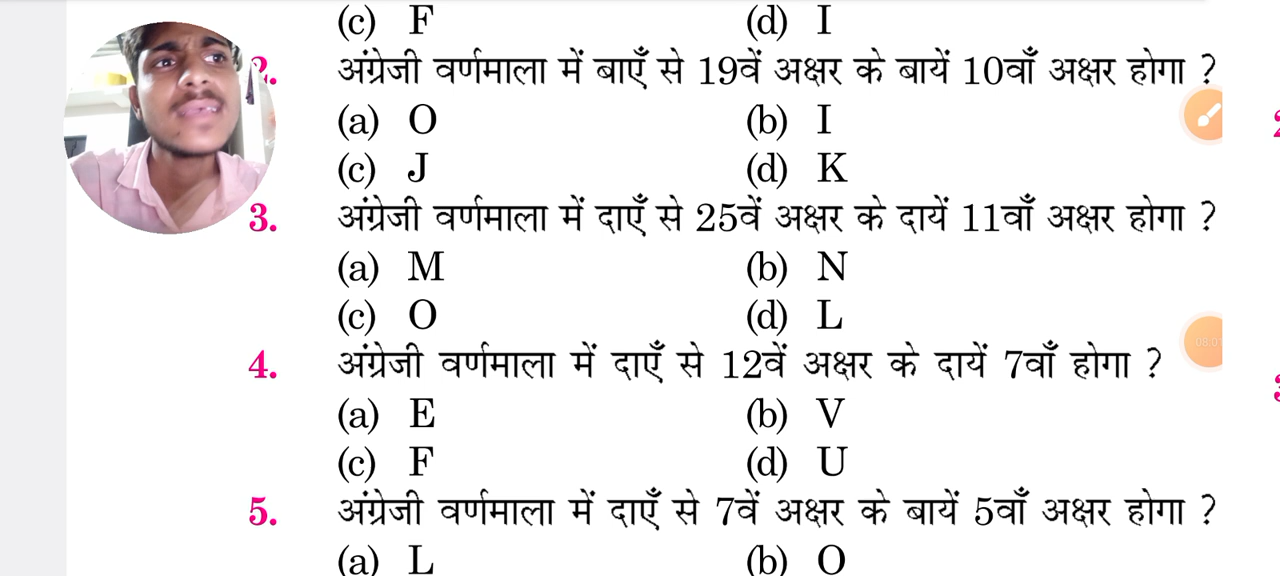 (c) F (d) I
2. अंग्रेजी वर्णमाला में बाएँ से 19वें अक्षर के बायें 10वाँ अक्षर होगा ?
(a) O (b) I
(c) J (d) K
3. अंग्रेजी वर्णमाला में दाएँ से 25वें अक्षर के दायें 11वाँ अक्षर होगा ?
(a) M (b) N
(c) O (d) L
4. अंग्रेजी वर्णमाला में दाएँ से 12वें अक्षर के दायें 7वाँ होगा ?
(a) E (b) V
(c) F (d) U
5. अंग्रेजी वर्णमाला में दाएँ से 7वें अक्षर के बायें 5वाँ अक्षर होगा ?
(a) L (b) O